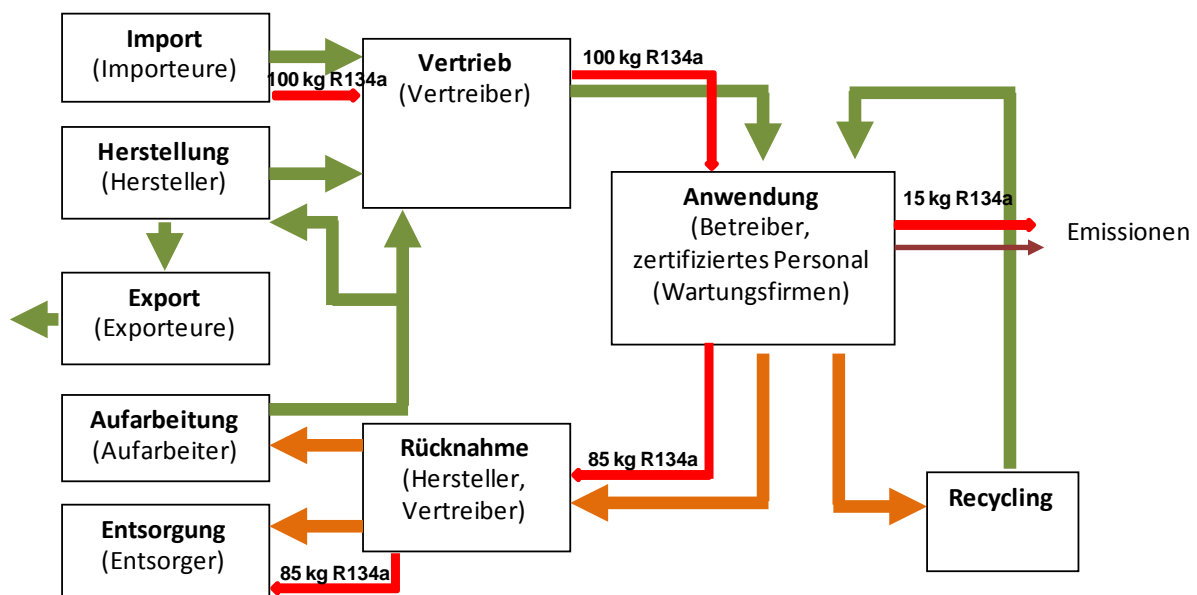 Import
(Importeure)
100 kg R134a
Vertrieb
(Vertreiber)
100 kg R134a
Herstellung
(Hersteller)
Anwendung
(Betreiber,
zertifiziertes Personal
(Wartungsfirmen)
15 kg R134a
Emissionen
Export
(Exporteure)
Aufarbeitung
(Aufarbeiter)
Rücknahme
(Hersteller,
Vertreiber)
85 kg R134a
Recycling
Entsorgung
(Entsorger)
85 kg R134a